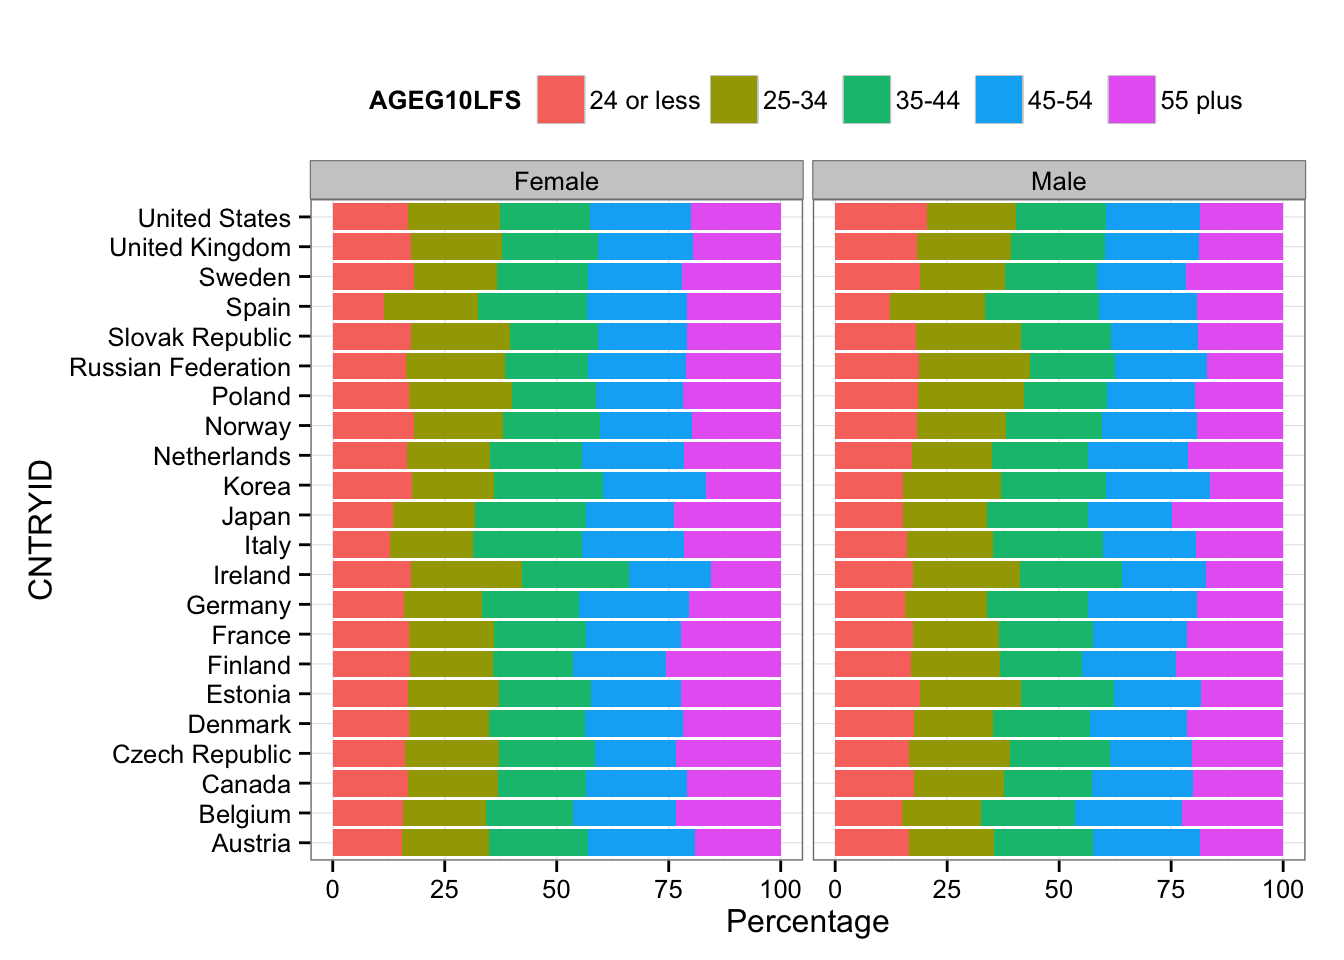 AGEG10LFS 24 or less 25-34 35-44 45-54 55 plus
Female Male
United States
United Kingdom
Sweden
Spain
Slovak Republic
Russian Federation
Poland
Norway
Netherlands
Korea
Japan
Italy
Ireland
Germany
France
Finland
Estonia
Denmark
Czech Republic
Canada
Belgium
Austria
CNTRYID
0 25 50 75 100 0 25 50 75 100
Percentage